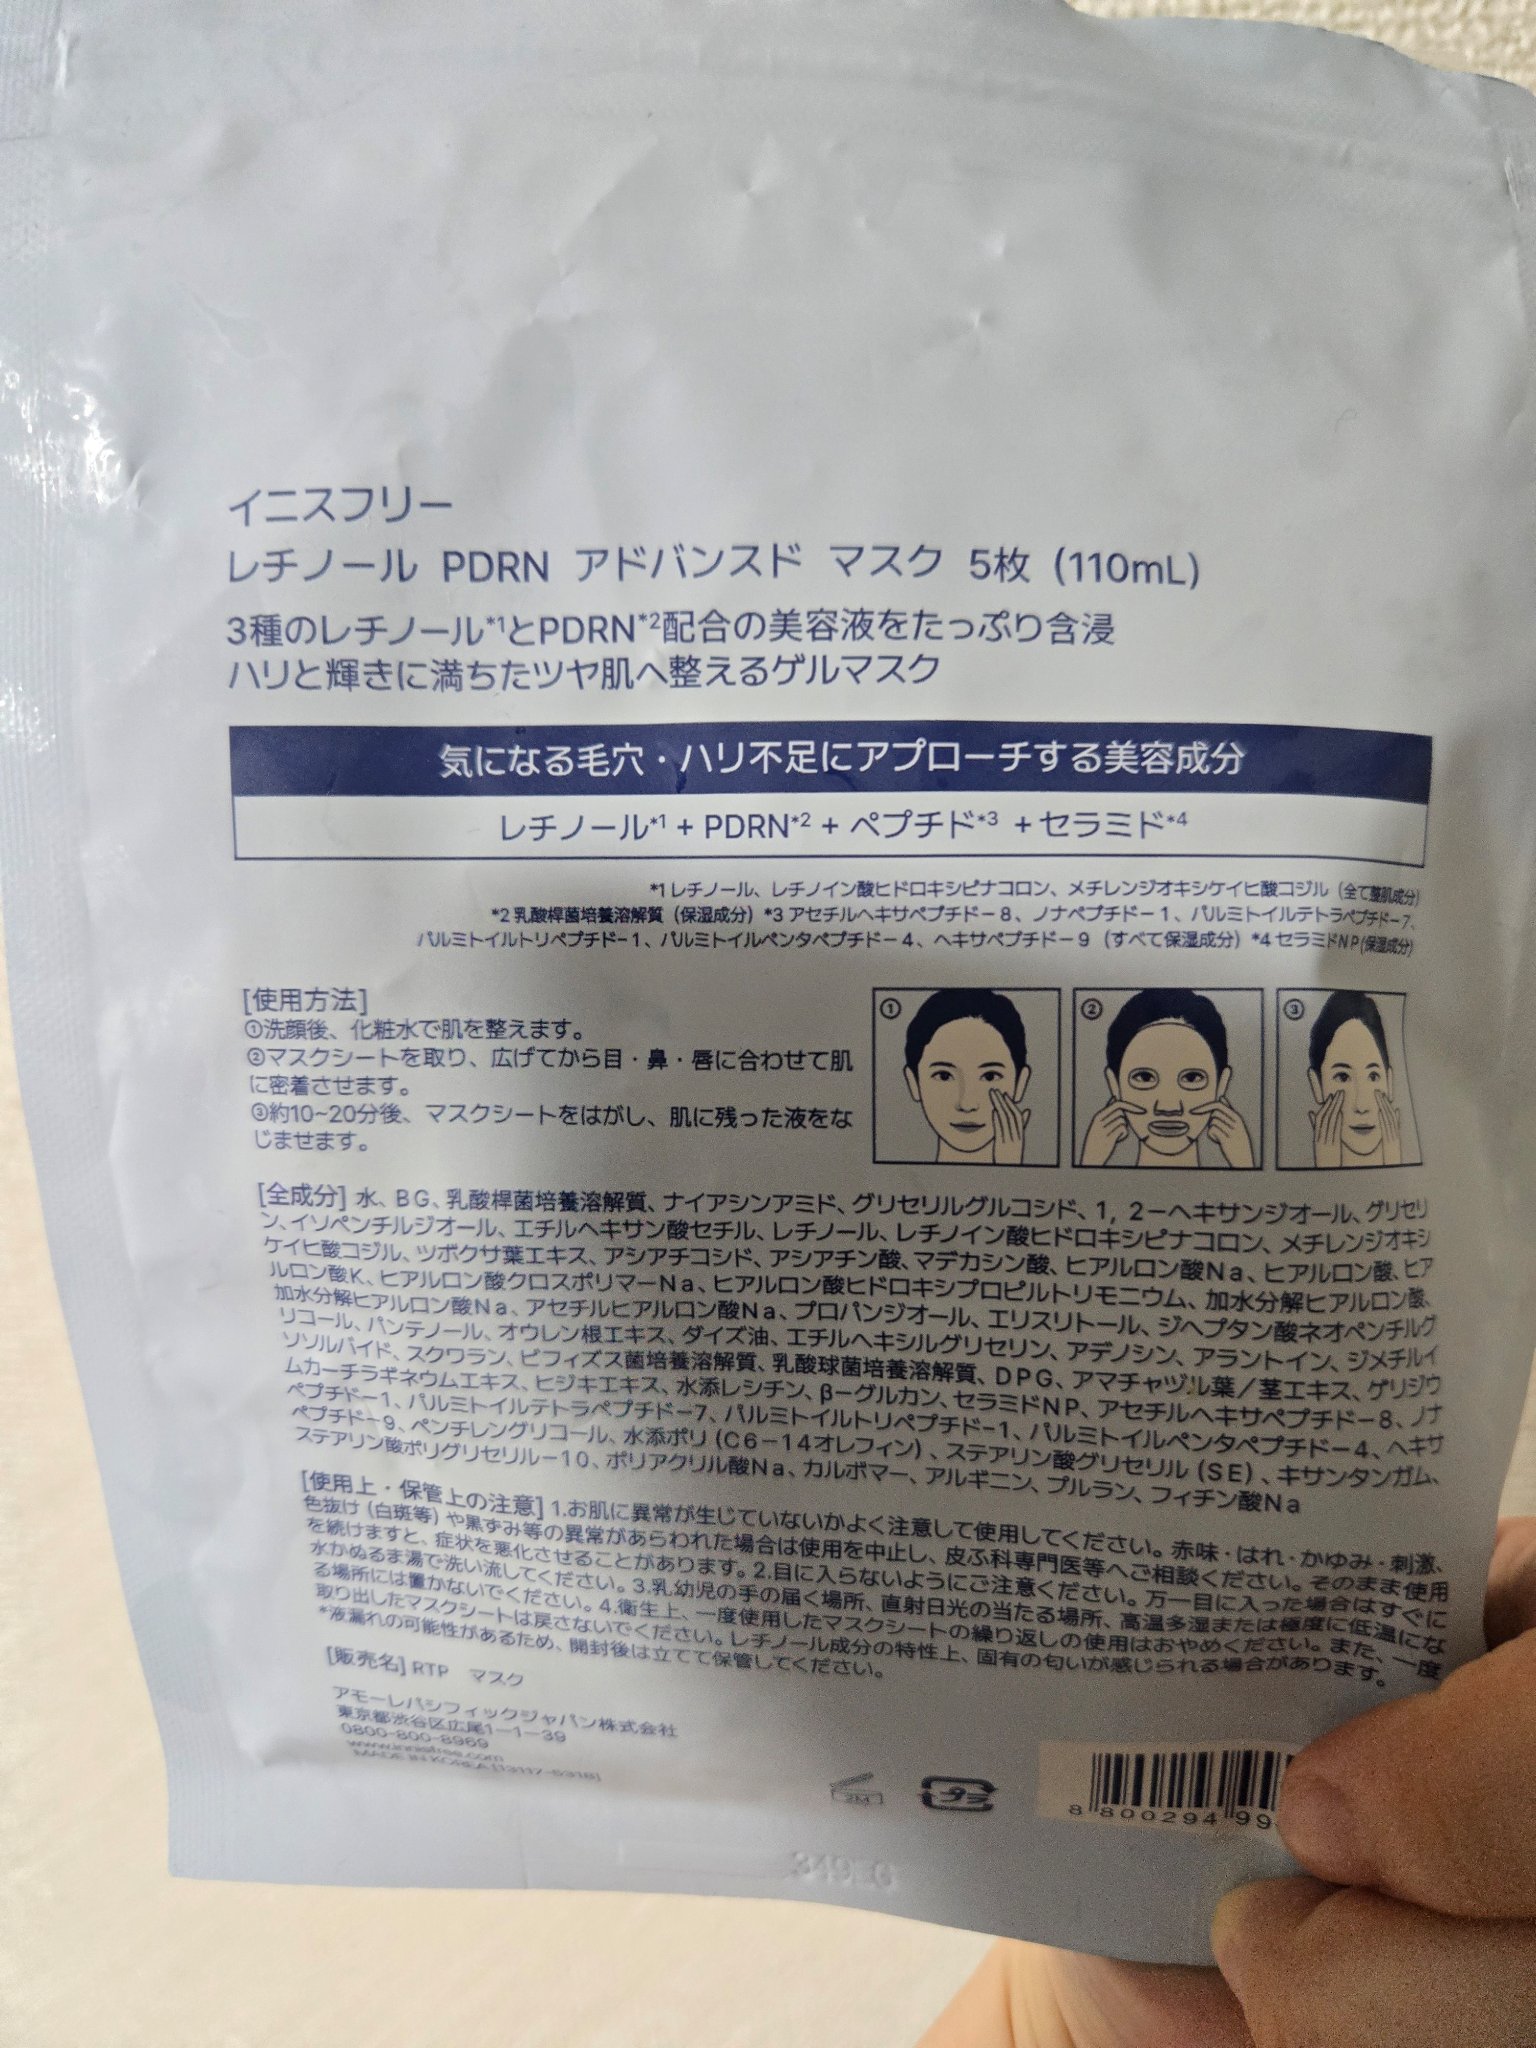 イニスフリー
レチノール PDRN アドバンスド マスク 5枚 (110mL)
3種のレチノール*1とPDRN*2配合の美容液をたっぷり含浸
ハリと輝きに満ちたツヤ肌へ整えるゲルマスク
気になる毛穴・ハリ不足にアプローチする美容成分
レチノール*1 + PDRN*2 + ペプチド*3 + セラミド*4
*1 レチノール、レチノイン酸ヒドロキシピナコロン、メチレンジオキシケイヒ酸コジル（全て整肌成分）
*2 乳酸桿菌培養溶解質（保湿成分）*3 アセチルヘキサペプチド－8、ノナペプチド－1、パルミトイルテトラペプチド－7、
パルミトイルトリペプチド－1、パルミトイルペンタペプチド－4、ヘキサペプチド－9（すべて保湿成分）*4 セラミドNP(保湿成分)
[使用方法]
①洗顔後、化粧水で肌を整えます。
②マスクシートを取り、広げてから目・鼻・唇に合わせて肌
に密着させます。
③約10~20分後、マスクシートをはがし、肌に残った液をな
じませます。
① ② ③
[全成分] 水、BG、乳酸桿菌培養溶解質、ナイアシンアミド、グリセリルグルコシド、1，2－ヘキサンジオール、グリセリ
ン、イソペンチルジオール、エチルヘキサン酸セチル、レチノール、レチノイン酸ヒドロキシピナコロン、メチレンジオキシ
ケイヒ酸コジル、ツボクサ葉エキス、アシアチコシド、アシアチン酸、マデカシン酸、ヒアルロン酸Na、ヒアルロン酸、ヒア
ルロン酸K、ヒアルロン酸クロスポリマーNa、ヒアルロン酸ヒドロキシプロピルトリモニウム、加水分解ヒアルロン酸、
加水分解ヒアルロン酸Na、アセチルヒアルロン酸Na、プロパンジオール、エリスリトール、ジヘプタン酸ネオペンチルグ
リコール、パンテノール、オウレン根エキス、ダイズ油、エチルヘキシルグリセリン、アデノシン、アラントイン、ジメチルイ
ソソルバイド、スクワラン、ビフィズス菌培養溶解質、乳酸球菌培養溶解質、DPG、アマチャヅル葉／茎エキス、ゲリジウ
ムカーチラギネウムエキス、ヒジキエキス、水添レシチン、β－グルカン、セラミドNP、アセチルヘキサペプチド－8、ノナ
ペプチド－1、パルミトイルテトラペプチド－7、パルミトイルトリペプチド－1、パルミトイルペンタペプチド－4、ヘキサ
ペプチド－9、ペンチレングリコール、水添ポリ（C6－14オレフィン）、ステアリン酸グリセリル（SE）、キサンタンガム、
ステアリン酸ポリグリセリル－10、ポリアクリル酸Na、カルボマー、アルギニン、プルラン、フィチン酸Na
[使用上・保管上の注意] 1.お肌に異常が生じていないかよく注意して使用してください。赤味・はれ・かゆみ・刺激、
色抜け（白斑等）や黒ずみ等の異常があらわれた場合は使用を中止し、皮ふ科専門医等へご相談ください。そのまま使用
を続けますと、症状を悪化させることがあります。2.目に入らないようにご注意ください。万一目に入った場合はすぐに
水かぬるま湯で洗い流してください。3.乳幼児の手の届く場所、直射日光の当たる場所、高温多湿または極度に低温にな
る場所には置かないでください。4.衛生上、一度使用したマスクシートの繰り返しの使用はおやめください。また、一度
取り出したマスクシートは戻さないでください。レチノール成分の特性上、固有の匂いが感じられる場合があります。
*液漏れの可能性があるため、開封後は立てて保管してください。
[販売名] RTP マスク
アモーレパシフィックジャパン株式会社
東京都渋谷区広尾1－1－39
0800-800-8969
www.innisfree.com
MADE IN KOREA
2M プラ
8 800294 99